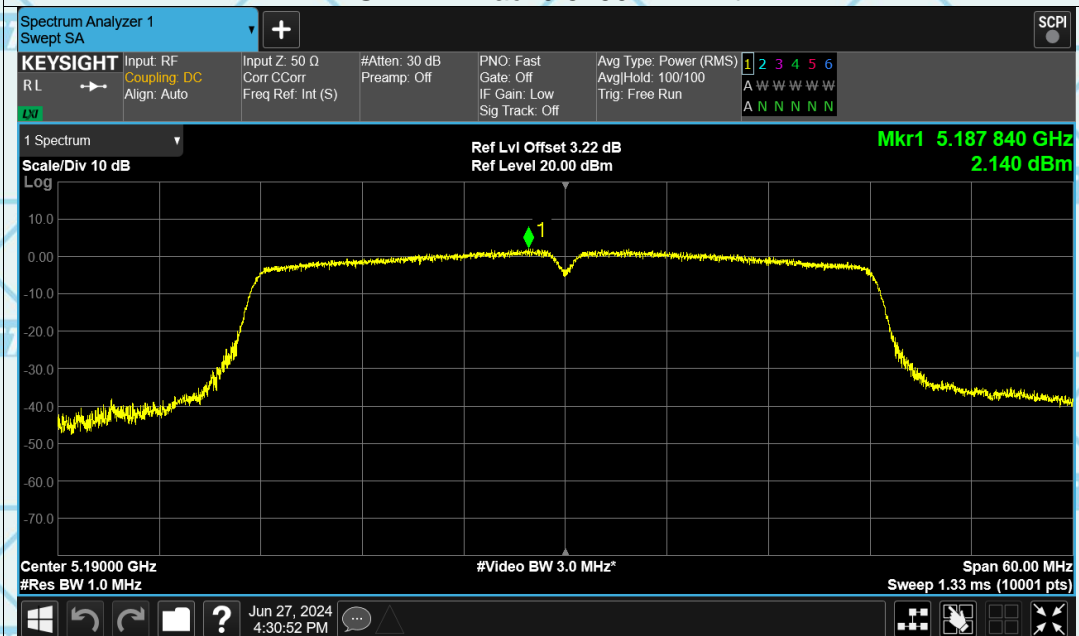 Spectrum Analyzer 1
Swept SA
+
SCPI
KEYSIGHT
RL
LXI
Input: RF
Coupling: DC
Align: Auto
Input Z: 50 Ω
Corr CCorr
Freq Ref: Int (S)
#Atten: 30 dB
Preamp: Off
PNO: Fast
Gate: Off
IF Gain: Low
Sig Track: Off
Avg Type: Power (RMS)
Avg|Hold: 100/100
Trig: Free Run
1 2 3 4 5 6
A W W W W W
A N N N N N
1 Spectrum
Scale/Div 10 dB
Log
Ref Lvl Offset 3.22 dB
Ref Level 20.00 dBm
Mkr1 5.187 840 GHz
2.140 dBm
1
10.0
0.00
-10.0
-20.0
-30.0
-40.0
-50.0
-60.0
-70.0
Center 5.19000 GHz
#Video BW 3.0 MHz*
Span 60.00 MHz
#Res BW 1.0 MHz
Sweep 1.33 ms (10001 pts)
?
Jun 27, 2024
4:30:52 PM